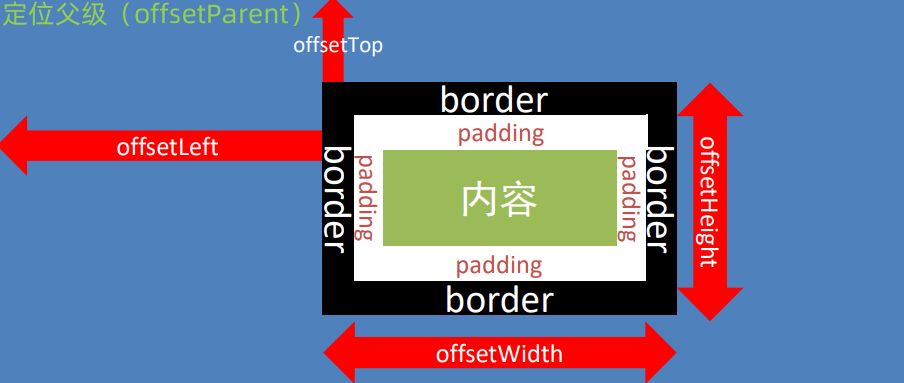 定位父级（offsetParent）
offsetTop
border
padding
offsetLeft
border
padding
内容
padding
border
offsetHeight
padding
border
offsetWidth